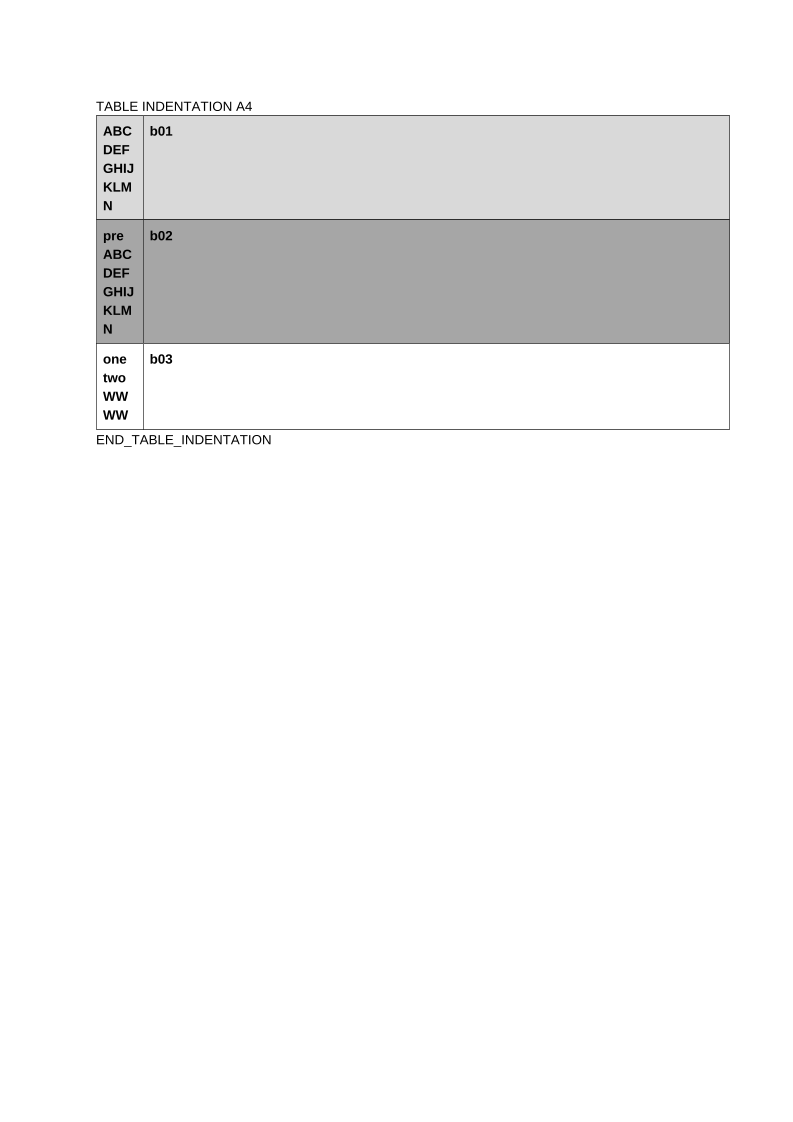 TABLE INDENTATION A4
ABC b01
DEF
GHIJ
KLM
N
pre b02
ABC
DEF
GHIJ
KLM
N
one b03
two
WW
WW
END_TABLE_INDENTATION